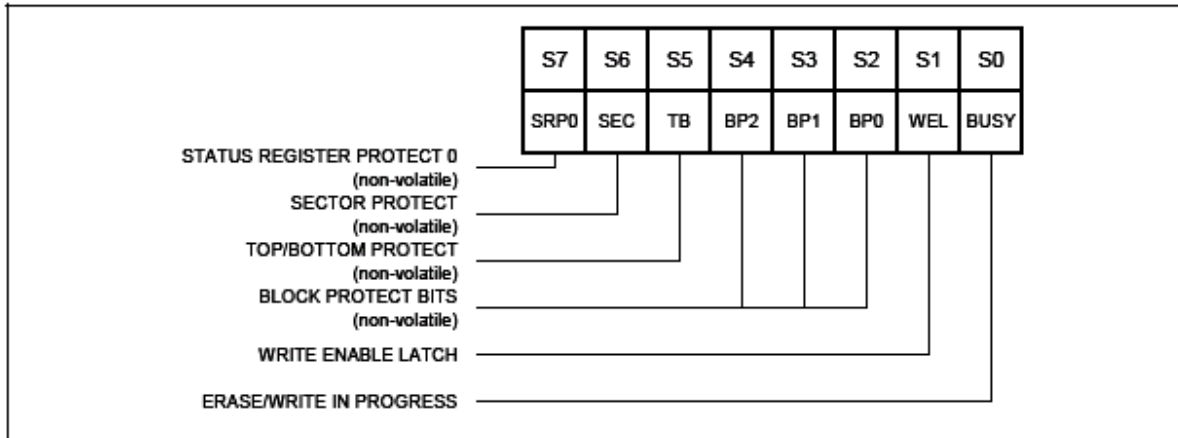 S7 S6 S5 S4 S3 S2 S1 S0
SRP0 SEC TB BP2 BP1 BP0 WEL BUSY
STATUS REGISTER PROTECT 0
(non-volatile)
SECTOR PROTECT
(non-volatile)
TOP/BOTTOM PROTECT
(non-volatile)
BLOCK PROTECT BITS
(non-volatile)
WRITE ENABLE LATCH
ERASE/WRITE IN PROGRESS